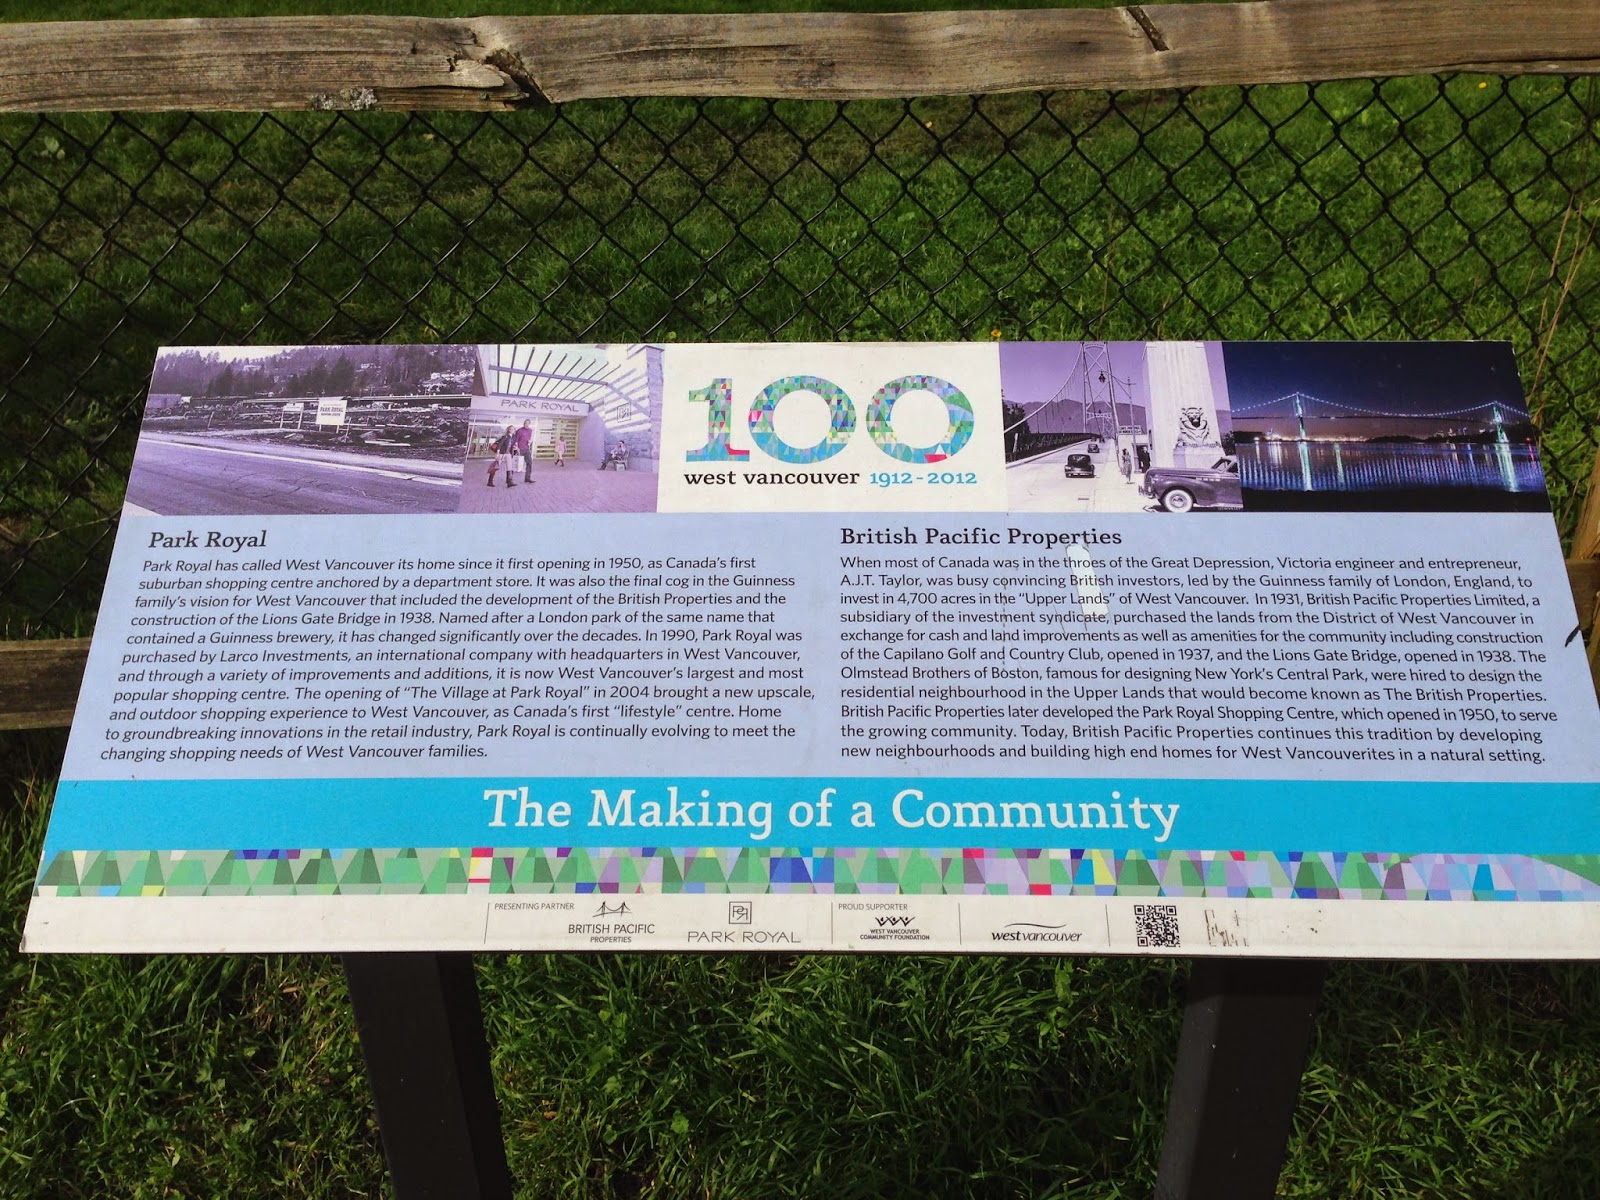 PARK ROYAL
PARK ROYAL
100
west vancouver 1912-2012
Park Royal
Park Royal has called West Vancouver its home since it first opening in 1950, as Canada's first
suburban shopping centre anchored by a department store. It was also the final cog in the Guinness
family's vision for West Vancouver that included the development of the British Properties and the
construction of the Lions Gate Bridge in 1938. Named after a London park of the same name that
contained a Guinness brewery, it has changed significantly over the decades. In 1990, Park Royal was
purchased by Larco Investments, an international company with headquarters in West Vancouver,
and through a variety of improvements and additions, it is now West Vancouver's largest and most
popular shopping centre. The opening of "The Village at Park Royal" in 2004 brought a new upscale,
and outdoor shopping experience to West Vancouver, as Canada's first "lifestyle" centre. Home
to groundbreaking innovations in the retail industry, Park Royal is continually evolving to meet the
changing shopping needs of West Vancouver families.
British Pacific Properties
When most of Canada was in the throes of the Great Depression, Victoria engineer and entrepreneur,
A.J.T. Taylor, was busy convincing British investors, led by the Guinness family of London, England, to
invest in 4,700 acres in the "Upper Lands" of West Vancouver. In 1931, British Pacific Properties Limited, a
subsidiary of the investment syndicate, purchased the lands from the District of West Vancouver in
exchange for cash and land improvements as well as amenities for the community including construction
of the Capilano Golf and Country Club, opened in 1937, and the Lions Gate Bridge, opened in 1938. The
Olmstead Brothers of Boston, famous for designing New York's Central Park, were hired to design the
residential neighbourhood in the Upper Lands that would become known as The British Properties.
British Pacific Properties later developed the Park Royal Shopping Centre, which opened in 1950, to serve
the growing community. Today, British Pacific Properties continues this tradition by developing
new neighbourhoods and building high end homes for West Vancouverites in a natural setting.
The Making of a Community
PRESENTING PARTNER
BRITISH PACIFIC
PROPERTIES
PARK ROYAL
PROUD SUPPORTER
WEST VANCOUVER
COMMUNITY FOUNDATION
westvancouver